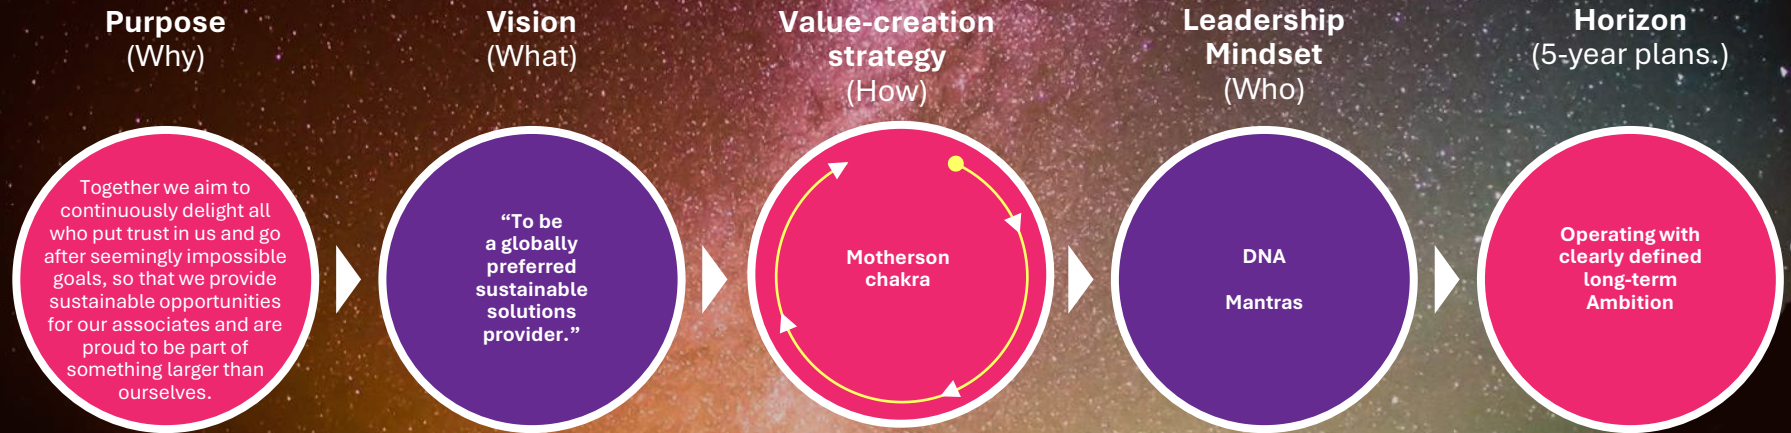 Purpose
(Why)
Together we aim to
continuously delight all
who put trust in us and go
after seemingly impossible
goals, so that we provide
sustainable opportunities
for our associates and are
proud to be part of
something larger than
ourselves.
Vision
(What)
“To be
a globally
preferred
sustainable
solutions
provider.”
Value-creation
strategy
(How)
Motherson
chakra
Leadership
Mindset
(Who)
DNA
Mantras
Horizon
(5-year plans.)
Operating with
clearly defined
long-term
Ambition